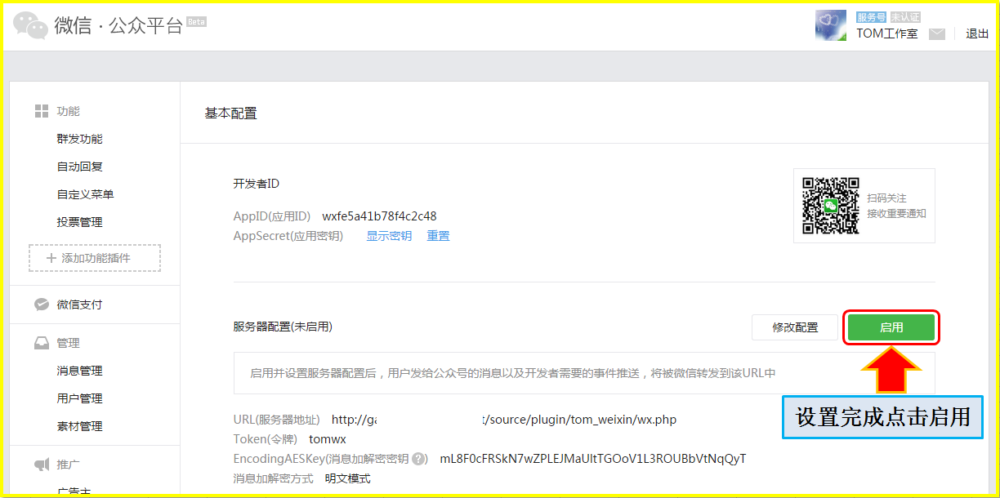 微信·公众平台 Beta
服务号 未认证
TOM工作室
退出
功能
群发功能
自动回复
自定义菜单
投票管理
+ 添加功能插件
微信支付
管理
消息管理
用户管理
素材管理
推广
广告主
基本配置
开发者ID
AppID(应用ID) wxfe5a41b78f4c2c48
AppSecret(应用密钥) 显示密钥 重置
扫码关注
接收重要通知
服务器配置(未启用)
修改配置
启用
启用并设置服务器配置后，用户发给公众号的消息以及开发者需要的事件推送，将被微信转发到该URL中
设置完成点击启用
URL(服务器地址) http://ga t/source/plugin/tom_weixin/wx.php
Token(令牌) tomwx
EncodingAESKey(消息加解密密钥 ?) mL8F0cFRSkN7wZPLEJMaUItTGOoV1L3ROUBbVtNqQyT
消息加解密方式 明文模式